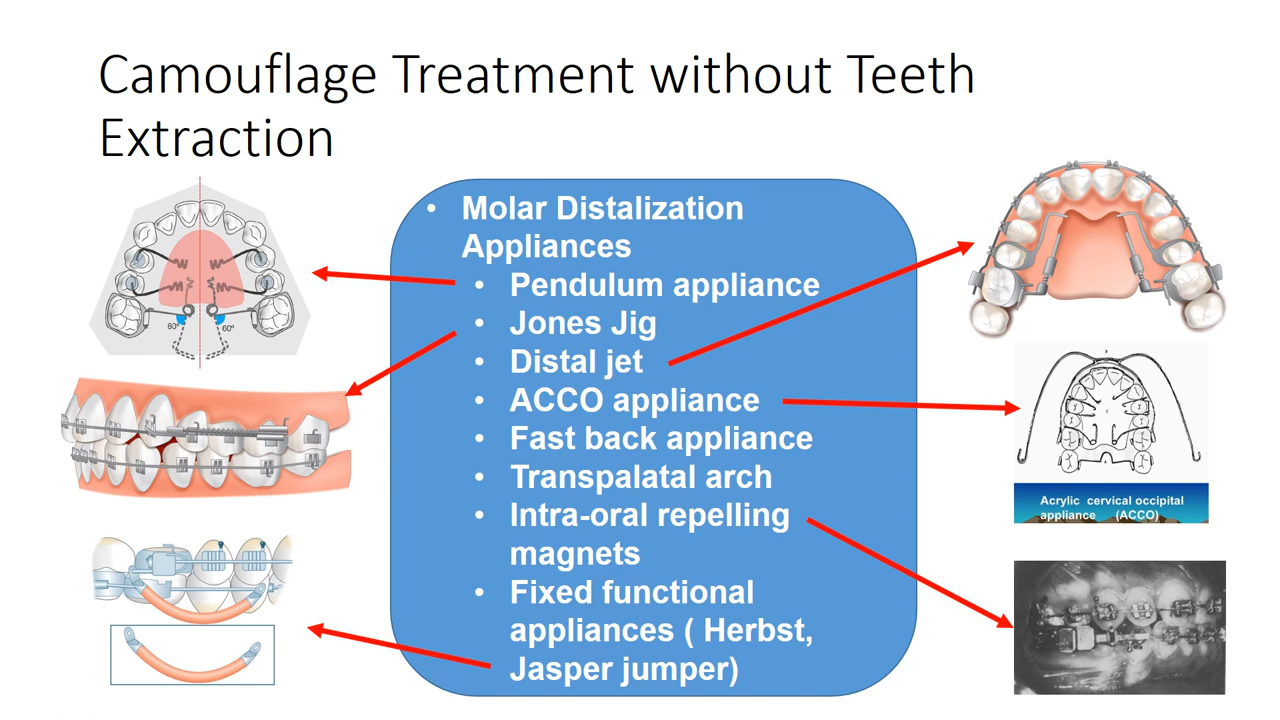 Camouflage Treatment without Teeth
Extraction
• Molar Distalization
Appliances
• Pendulum appliance
• Jones Jig
• Distal jet
• ACCO appliance
• Fast back appliance
• Transpalatal arch
• Intra-oral repelling
magnets
• Fixed functional
appliances ( Herbst,
Jasper jumper)
60° 60°
Acrylic cervical occipital
appliance (ACCO)